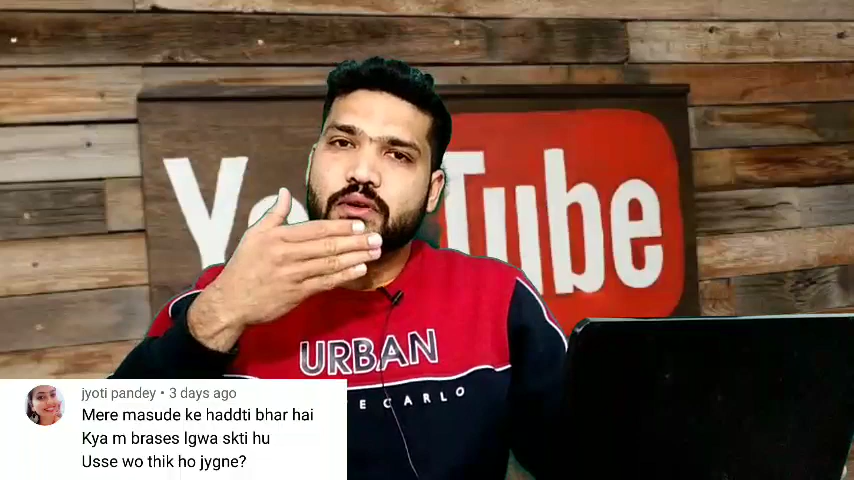 YouTube
URBAN
E CARLO
jyoti pandey • 3 days ago
Mere masude ke haddti bhar hai
Kya m brases lgwa skti hu
Usse wo thik ho jygne?